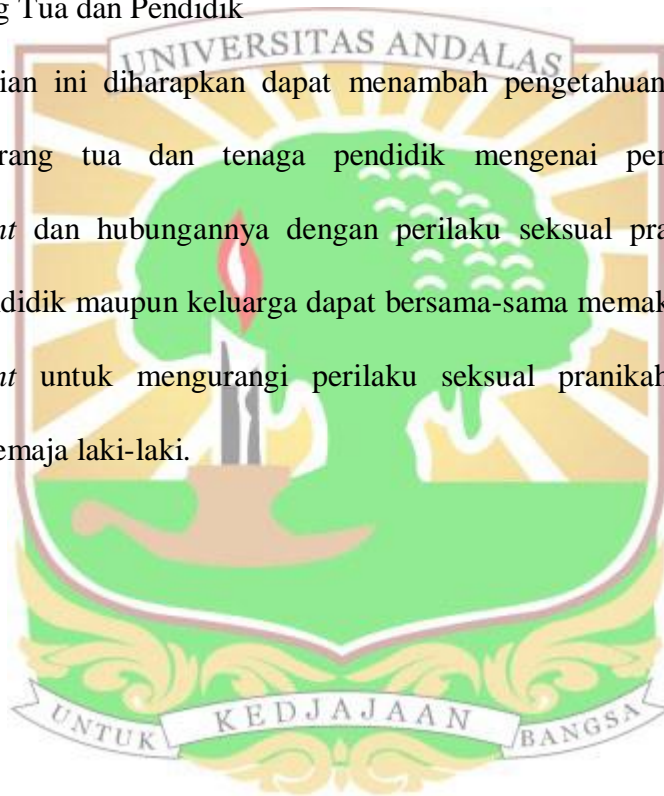 g Tua dan Pendidik
UNIVERSITAS ANDALAS
ian ini diharapkan dapat menambah pengetahuan
rang tua dan tenaga pendidik mengenai per
nt dan hubungannya dengan perilaku seksual pra
didik maupun keluarga dapat bersama-sama memak
nt untuk mengurangi perilaku seksual pranikah
emaja laki-laki.
UNTUK KEDJAJAAN BANGSA